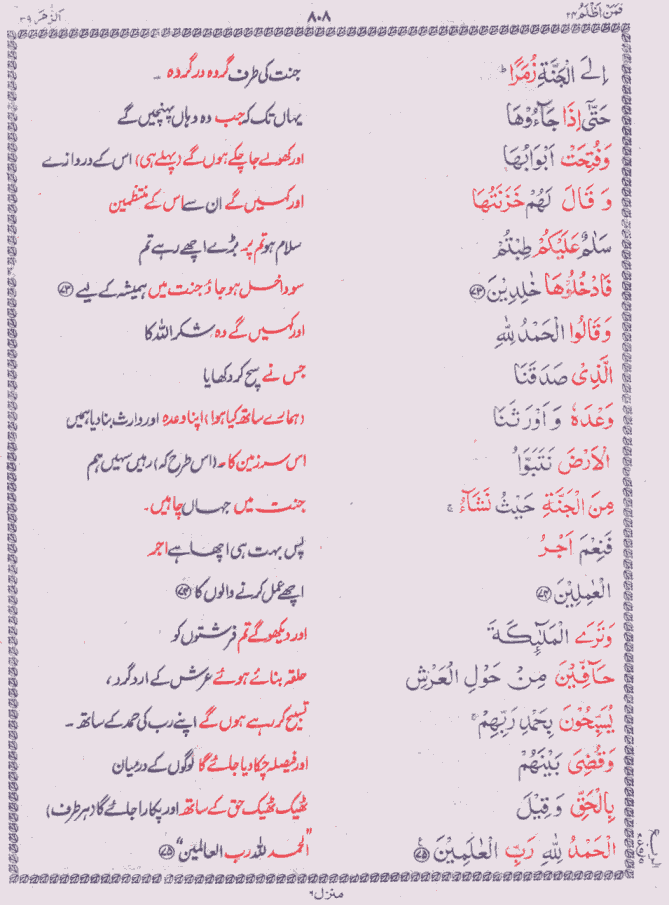 فَمَنْ اَظْلَمُ ۲۴ ۸۰۸ اَلزُّمَر ۳۹
اِلَى الْجَنَّةِ زُمَرًا ؕ جنت کی طرف گروہ در گروہ ۔
حَتّٰۤى اِذَا جَآءُوْهَا یہاں تک کہ جب وہ وہاں پہنچیں گے
وَفُتِحَتْ اَبْوَابُهَا اور کھولے جاچکے ہوں گے (پہلے ہی) اس کے دروازے
وَ قَالَ لَهُمْ خَزَنَتُهَا اور کہیں گے ان سے اس کے منتظمین
سَلٰمٌ عَلَيْكُمْ طِبْتُمْ سلام ہو تم پر بڑے اچھے رہے تم
فَادْخُلُوْهَا خٰلِدِيْنَ ﴿۷۳﴾ سو داخل ہوجاؤ جنت میں ہمیشہ کے لیے ﴿۷۳﴾
وَقَالُوا الْحَمْدُ لِلّٰهِ اور کہیں گے وہ شکر اللہ کا
الَّذِيْ صَدَقَنَا جس نے سچ کر دکھایا
وَعْدَهٗ وَ اَوْرَثَنَا (ہمارے ساتھ کیا ہوا) اپنا وعدہ اور وارث بنا دیا ہمیں
الْاَرْضَ نَتَبَوَّاُ اس سرزمین کا ۔ (اس طرح کہ) رہیں سہیں ہم
مِنَ الْجَنَّةِ حَيْثُ نَشَآءُ ۚ جنت میں جہاں چاہیں ۔
فَنِعْمَ اَجْرُ پس بہت ہی اچھا ہے اجر
الْعٰمِلِيْنَ ﴿۷۴﴾ اچھے عمل کرنے والوں کا ﴿۷۴﴾
وَتَرَى الْمَلٰٓئِكَةَ اور دیکھو گے تم فرشتوں کو
حَآفِّيْنَ مِنْ حَوْلِ الْعَرْشِ حلقہ بنائے ہوئے عرش کے اردگرد،
يُسَبِّحُوْنَ بِحَمْدِ رَبِّهِمْ ۚ تسبیح کر رہے ہوں گے اپنے رب کی حمد کے ساتھ ۔
وَقُضِيَ بَيْنَهُمْ اور فیصلہ چکا دیا جائے گا لوگوں کے درمیان
بِالْحَقِّ وَقِيْلَ ٹھیک ٹھیک حق کے ساتھ اور پکارا جائے گا (ہر طرف)
الْحَمْدُ لِلّٰهِ رَبِّ الْعٰلَمِيْنَ ﴿۷۵﴾ "الحمد للہ رب العالمین" ﴿۷۵﴾
منزل ۶